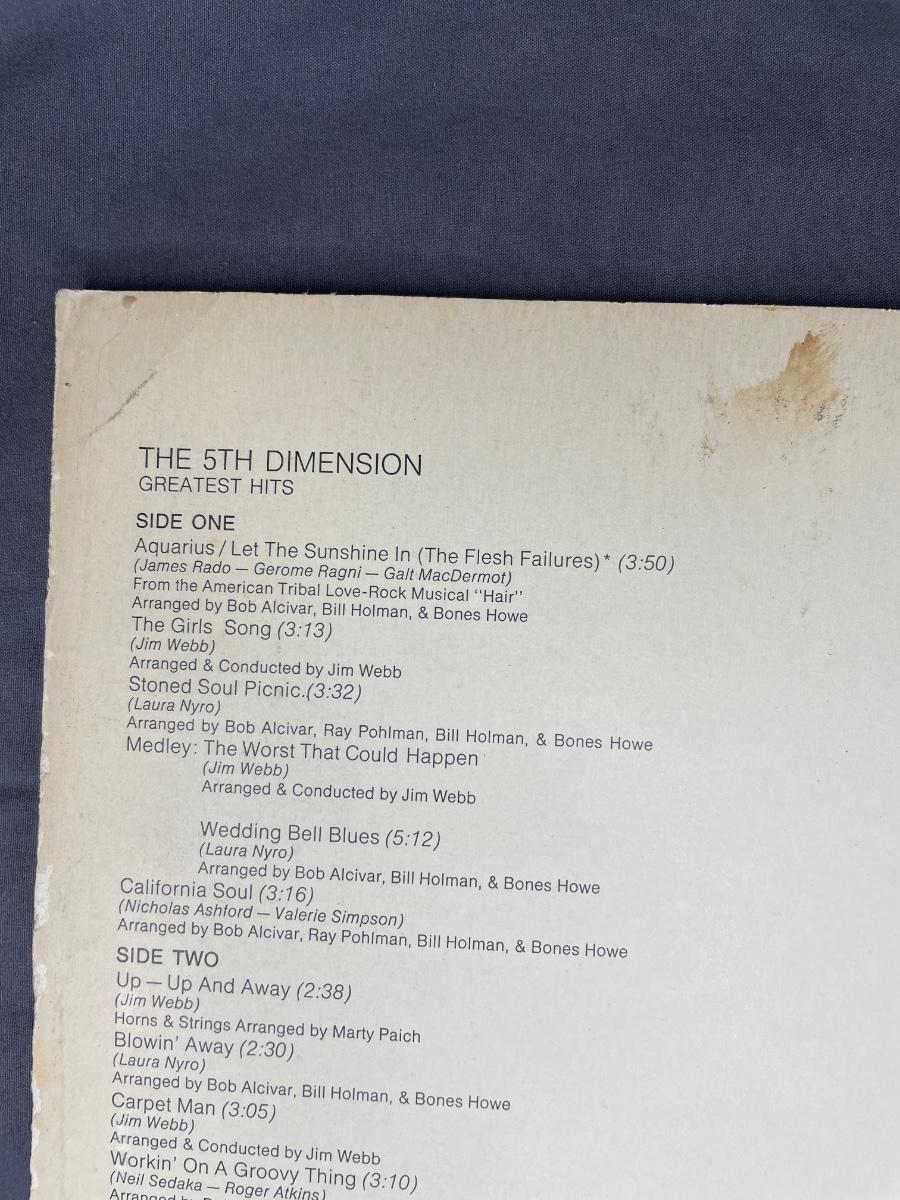 THE 5TH DIMENSION
GREATEST HITS
SIDE ONE
Aquarius / Let The Sunshine In (The Flesh Failures)* (3:50)
(James Rado — Gerome Ragni — Galt MacDermot)
From the American Tribal Love-Rock Musical "Hair"
Arranged by Bob Alcivar, Bill Holman, & Bones Howe
The Girls Song (3:13)
(Jim Webb)
Arranged & Conducted by Jim Webb
Stoned Soul Picnic.(3:32)
(Laura Nyro)
Arranged by Bob Alcivar, Ray Pohlman, Bill Holman, & Bones Howe
Medley: The Worst That Could Happen
(Jim Webb)
Arranged & Conducted by Jim Webb
Wedding Bell Blues (5:12)
(Laura Nyro)
Arranged by Bob Alcivar, Bill Holman, & Bones Howe
California Soul (3:16)
(Nicholas Ashford — Valerie Simpson)
Arranged by Bob Alcivar, Ray Pohlman, Bill Holman, & Bones Howe
SIDE TWO
Up — Up And Away (2:38)
(Jim Webb)
Horns & Strings Arranged by Marty Paich
Blowin' Away (2:30)
(Laura Nyro)
Arranged by Bob Alcivar, Bill Holman, & Bones Howe
Carpet Man (3:05)
(Jim Webb)
Arranged & Conducted by Jim Webb
Workin' On A Groovy Thing (3:10)
(Neil Sedaka — Roger Atkins)
Arranged by